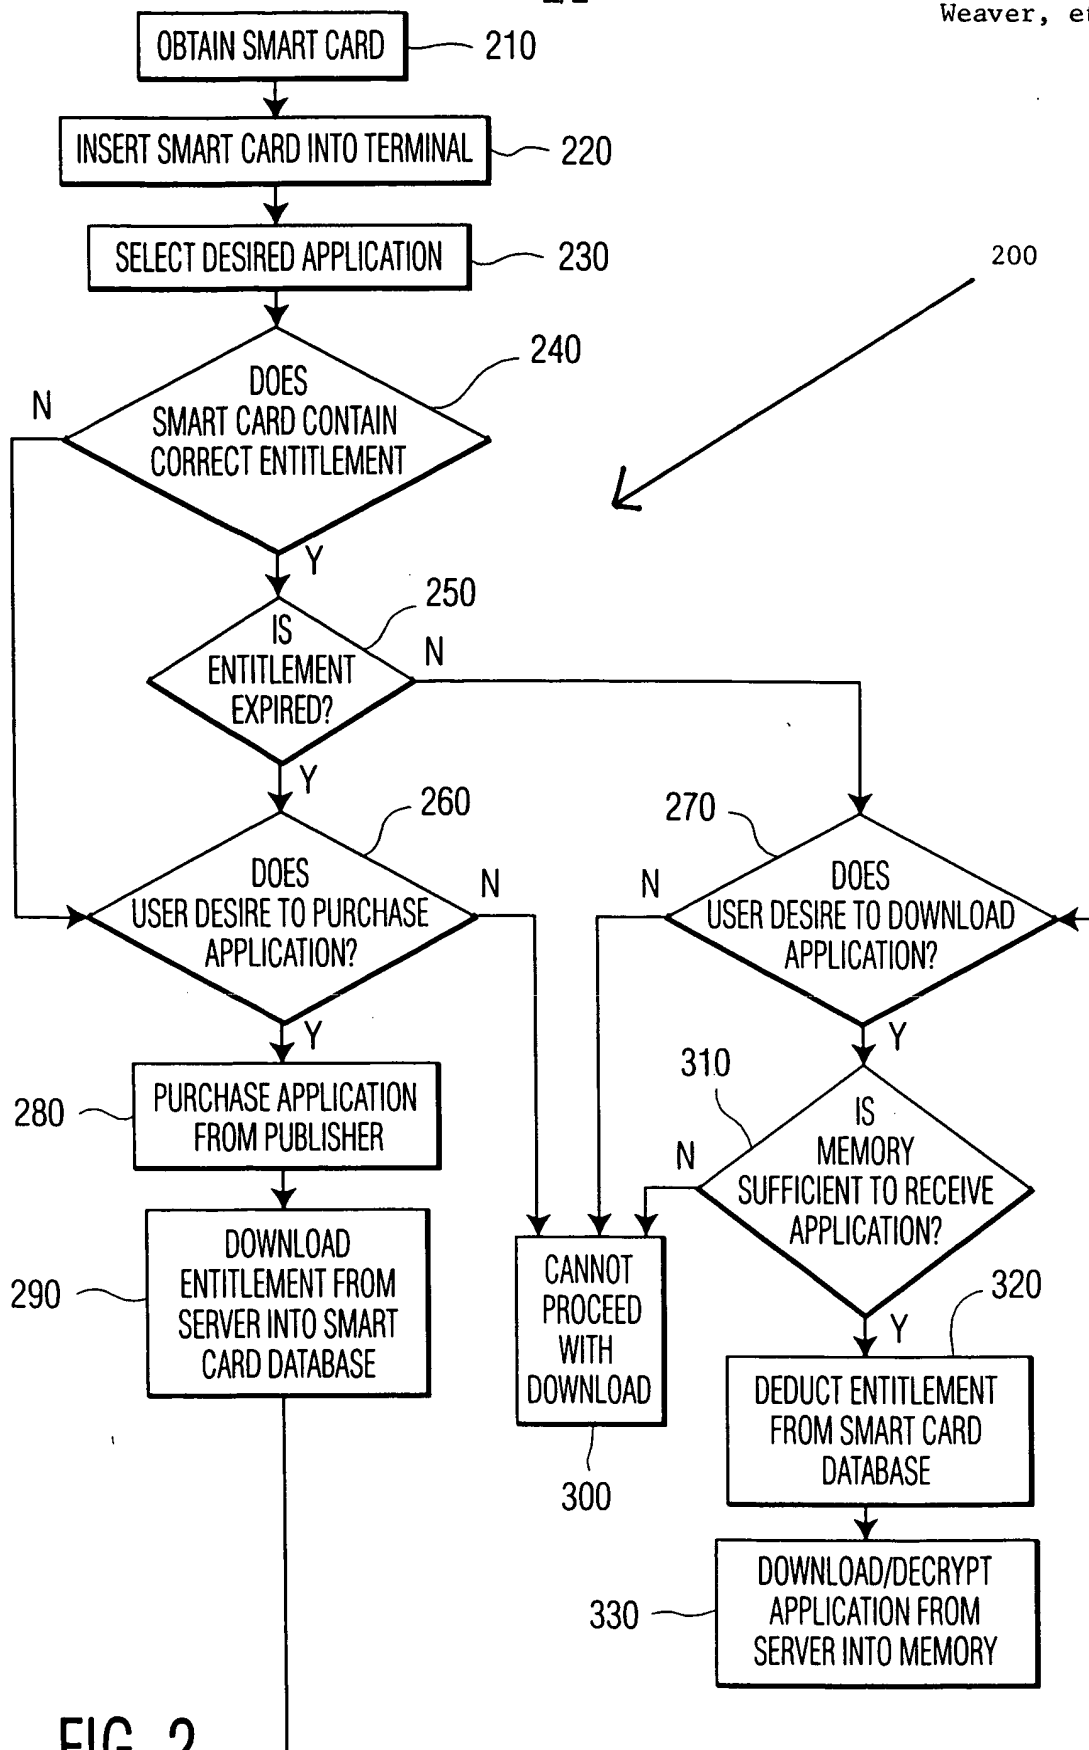 Weaver,
OBTAIN SMART CARD
210
INSERT SMART CARD INTO TERMINAL
220
SELECT DESIRED APPLICATION
230
200
240
DOES
SMART CARD CONTAIN
CORRECT ENTITLEMENT
N
Y
250
IS
ENTITLEMENT
EXPIRED?
N
Y
260
DOES
USER DESIRE TO PURCHASE
APPLICATION?
N
Y
270
DOES
USER DESIRE TO DOWNLOAD
APPLICATION?
N
Y
280
PURCHASE APPLICATION
FROM PUBLISHER
310
IS
MEMORY
SUFFICIENT TO RECEIVE
APPLICATION?
N
Y
290
DOWNLOAD
ENTITLEMENT FROM
SERVER INTO SMART
CARD DATABASE
CANNOT
PROCEED
WITH
DOWNLOAD
300
320
DEDUCT ENTITLEMENT
FROM SMART CARD
DATABASE
330
DOWNLOAD/DECRYPT
APPLICATION FROM
SERVER INTO MEMORY
FIG. 2